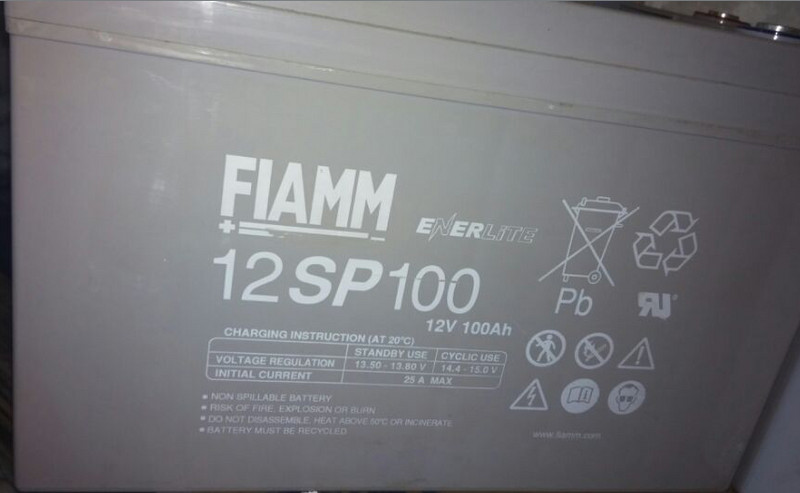 FIAMM
ENERLiTE
12SP100
12V 100Ah
Pb
CHARGING INSTRUCTION (AT 20°C)
STANDBY USE CYCLIC USE
VOLTAGE REGULATION 13.50 - 13.80 V 14.4 - 15.0 V
INITIAL CURRENT 25 A MAX
• NON SPILLABLE BATTERY
• RISK OF FIRE, EXPLOSION OR BURN
• DO NOT DISASSEMBLE, HEAT ABOVE 50°C OR INCINERATE
• BATTERY MUST BE RECYCLED
www.fiamm.com